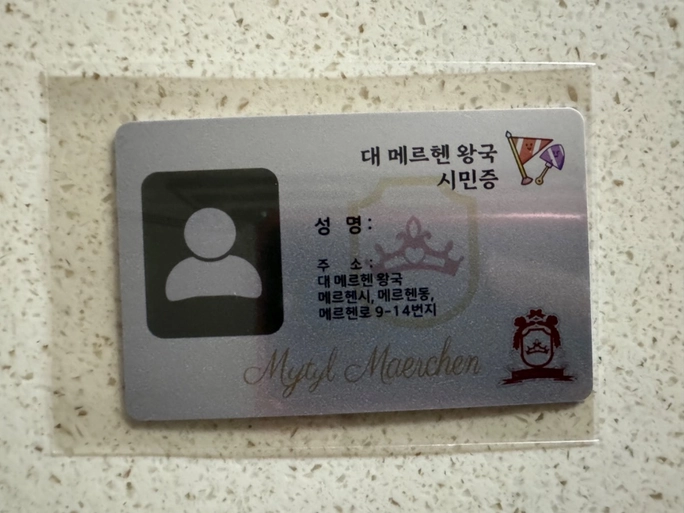 대 메르헨 왕국
시민증
성 명 :
주 소 :
대 메르헨 왕국
메르헨시, 메르헨동,
메르헨로 9-14번지
Mytyl Maerchen